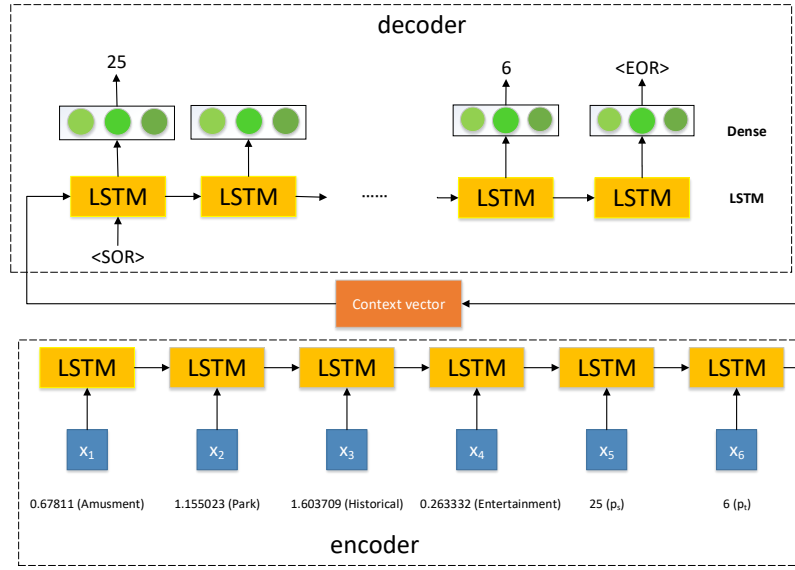 decoder
25
6
<EOR>
Dense
LSTM
LSTM
......
LSTM
LSTM
LSTM
<SOR>
Context vector
LSTM
LSTM
LSTM
LSTM
LSTM
LSTM
x₁
x₂
x₃
x₄
x₅
x₆
0.67811 (Amusment)
1.155023 (Park)
1.603709 (Historical)
0.263332 (Entertainment)
25 (pₛ)
6 (pₜ)
encoder